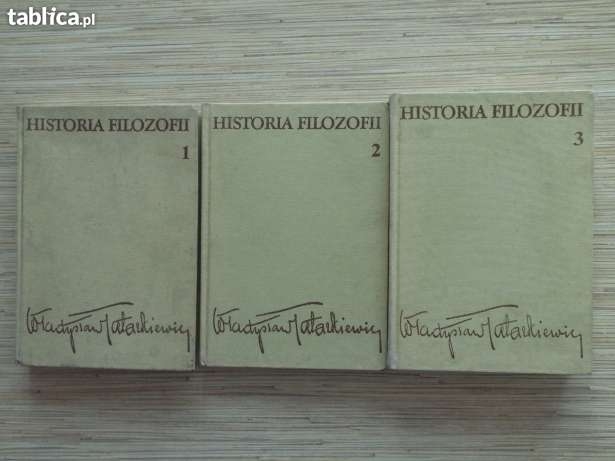 tablica.pl
HISTORIA FILOZOFII
1
Władysław Tatarkiewicz
HISTORIA FILOZOFII
2
Władysław Tatarkiewicz
HISTORIA FILOZOFII
3
Władysław Tatarkiewicz